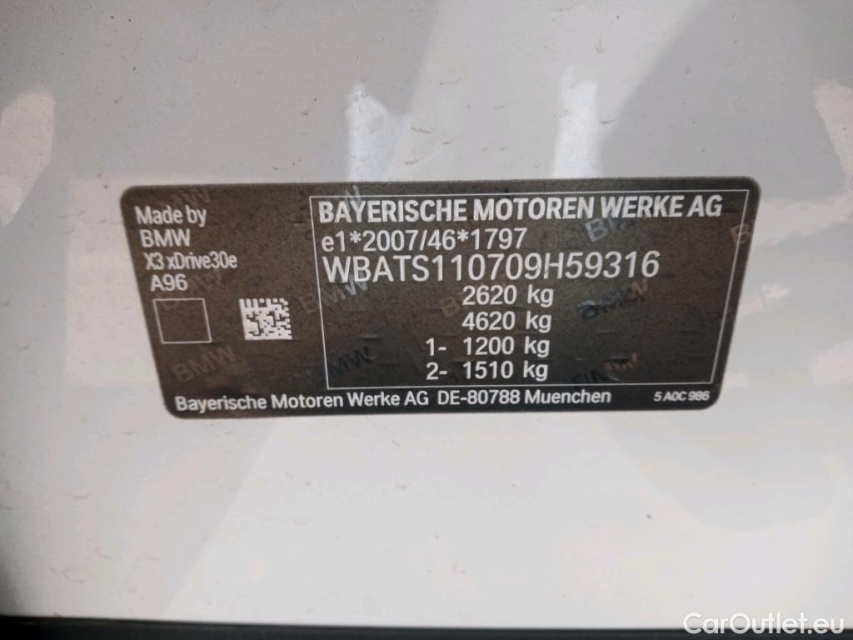 Made by
BMW
X3 xDrive30e
A96
BAYERISCHE MOTOREN WERKE AG
e1*2007/46*1797
WBATS110709H59316
2620 kg
4620 kg
1- 1200 kg
2- 1510 kg
Bayerische Motoren Werke AG DE-80788 Muenchen
5 A0C 986
CarOutlet.eu